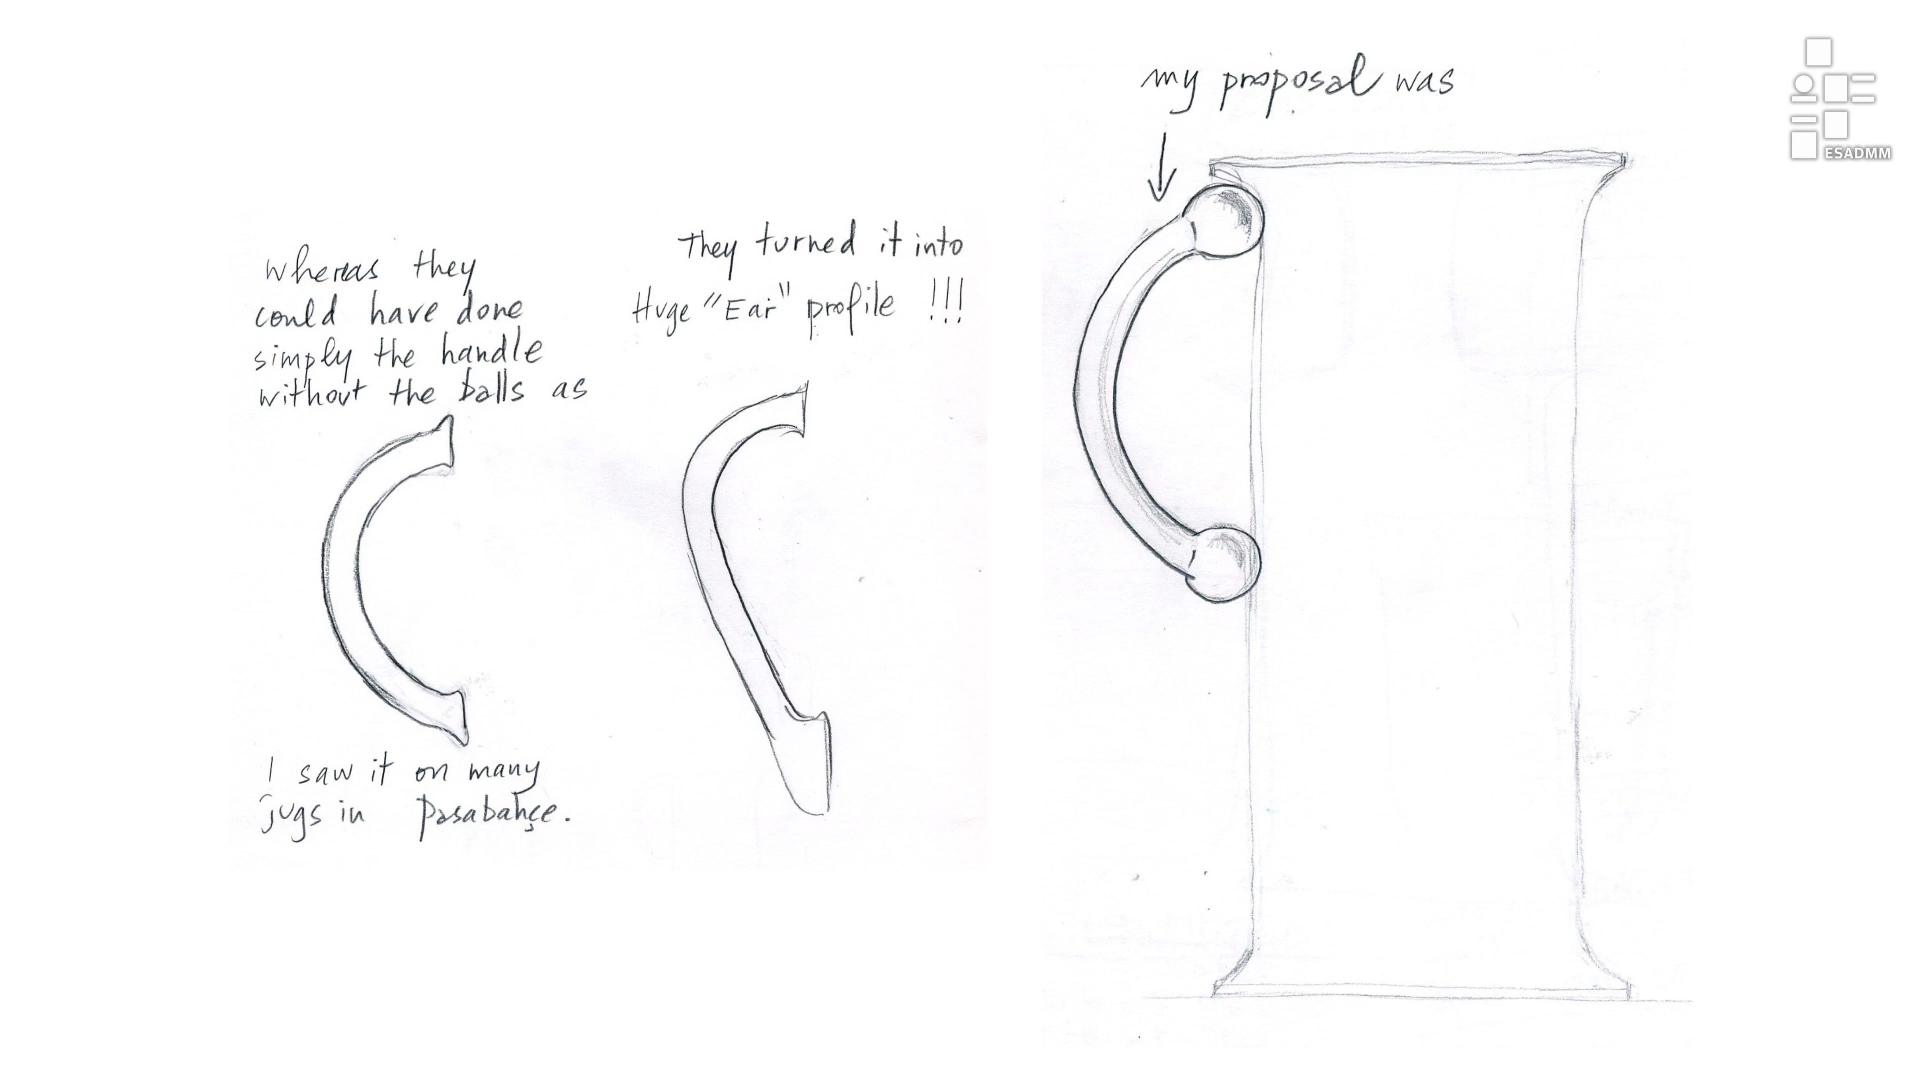 my proposal was
They turned it into
Huge "Ear" profile !!!
whereas they
could have done
simply the handle
without the balls as
I saw it on many
jugs in Pasabahçe.
ESADMM